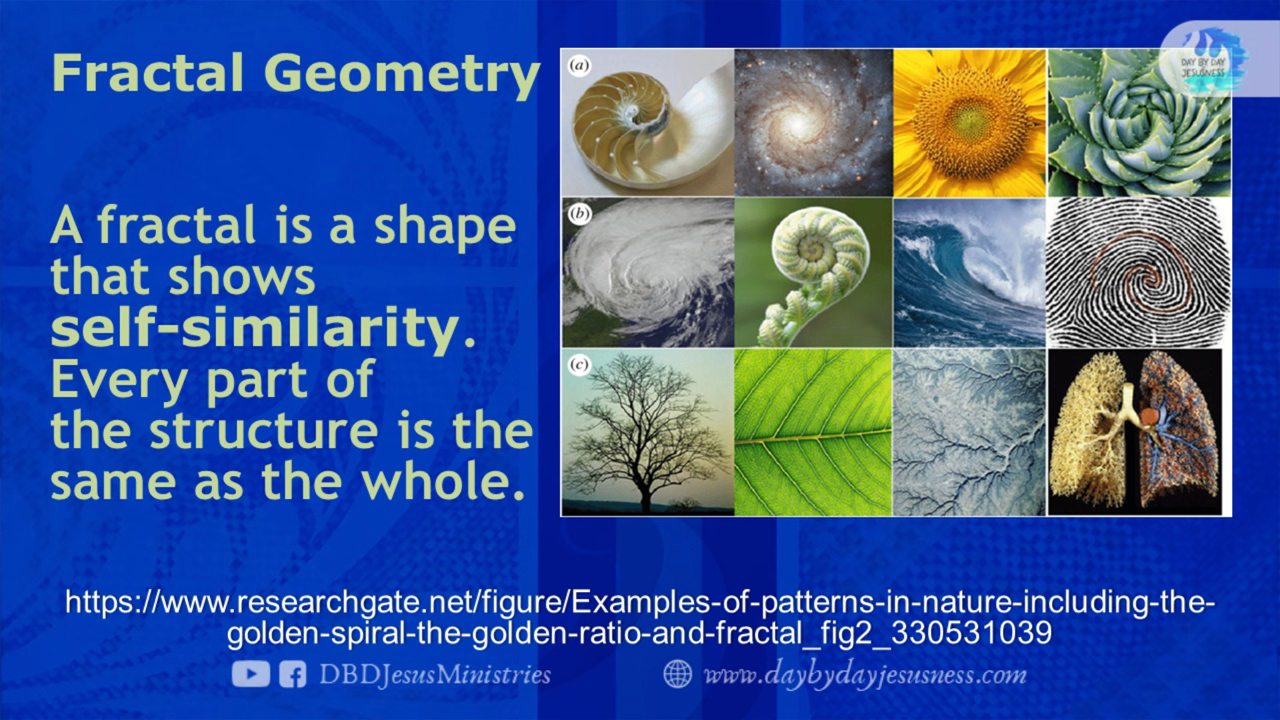 Fractal Geometry
A fractal is a shape
that shows
self-similarity.
Every part of
the structure is the
same as the whole.
(a)
(b)
(c)
DAY BY DAY
JESUSNESS
https://www.researchgate.net/figure/Examples-of-patterns-in-nature-including-the-
golden-spiral-the-golden-ratio-and-fractal_fig2_330531039
DBDJesusMinistries
www.daybydayjesusness.com